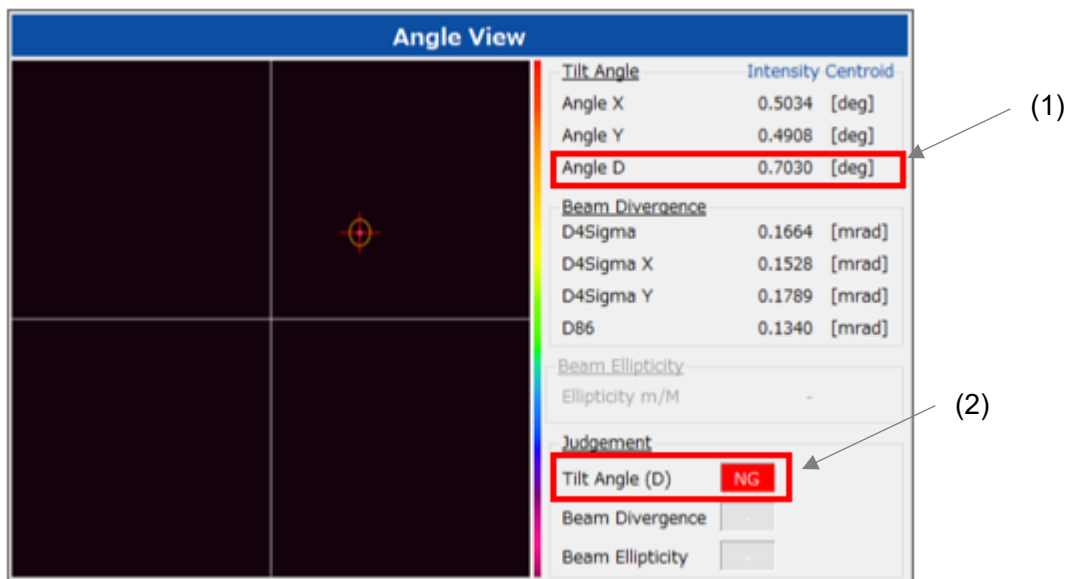 Angle View
Tilt Angle Intensity Centroid
Angle X 0.5034 [deg]
(1)
Angle Y 0.4908 [deg]
Angle D 0.7030 [deg]
Beam Divergence
D4Sigma 0.1664 [mrad]
D4Sigma X 0.1528 [mrad]
D4Sigma Y 0.1789 [mrad]
D86 0.1340 [mrad]
Beam Ellipticity
Ellipticity m/M -
(2)
Judgement
Tilt Angle (D) NG
Beam Divergence -
Beam Ellipticity -